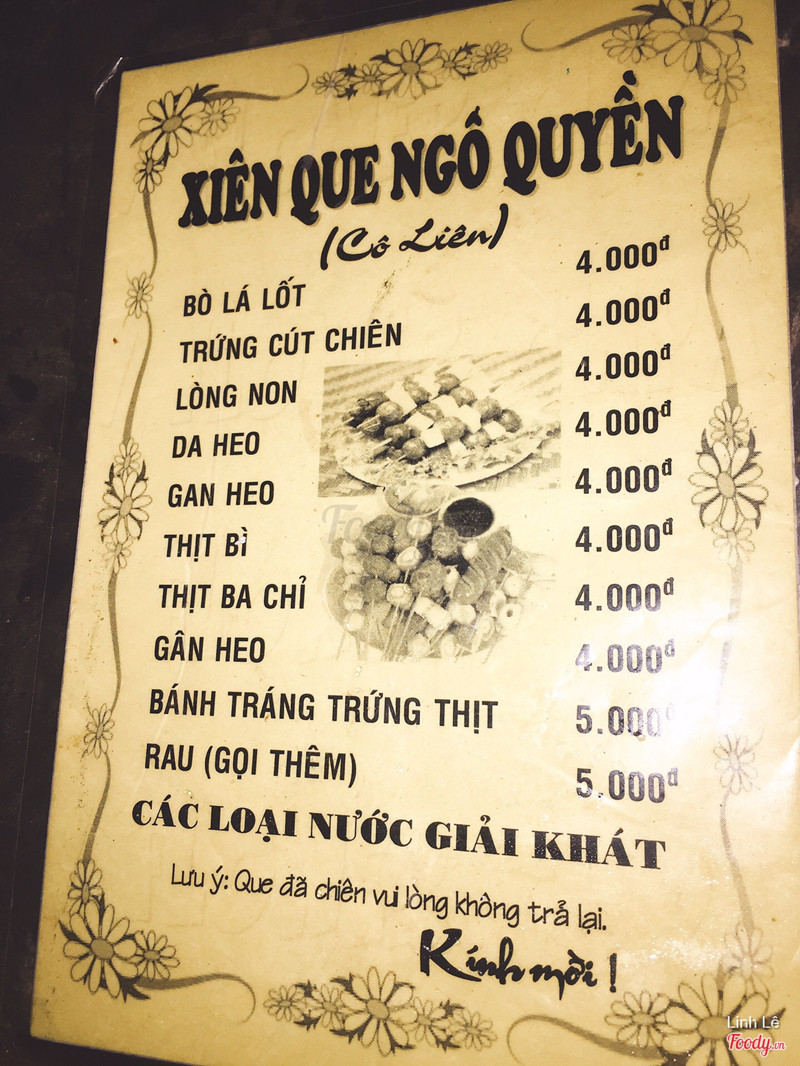 XIÊN QUE NGÔ QUYỀN
(Cô Liên)
BÒ LÁ LỐT 4.000đ
TRỨNG CÚT CHIÊN 4.000đ
LÒNG NON 4.000đ
DA HEO 4.000đ
GAN HEO 4.000đ
THỊT BÌ 4.000đ
THỊT BA CHỈ 4.000đ
GÂN HEO 4.000đ
BÁNH TRÁNG TRỨNG THỊT 5.000đ
RAU (GỌI THÊM) 5.000đ
CÁC LOẠI NƯỚC GIẢI KHÁT
Lưu ý: Que đã chiên vui lòng không trả lại.
Kính mời !
Foody
Linh Lê
Foody.vn